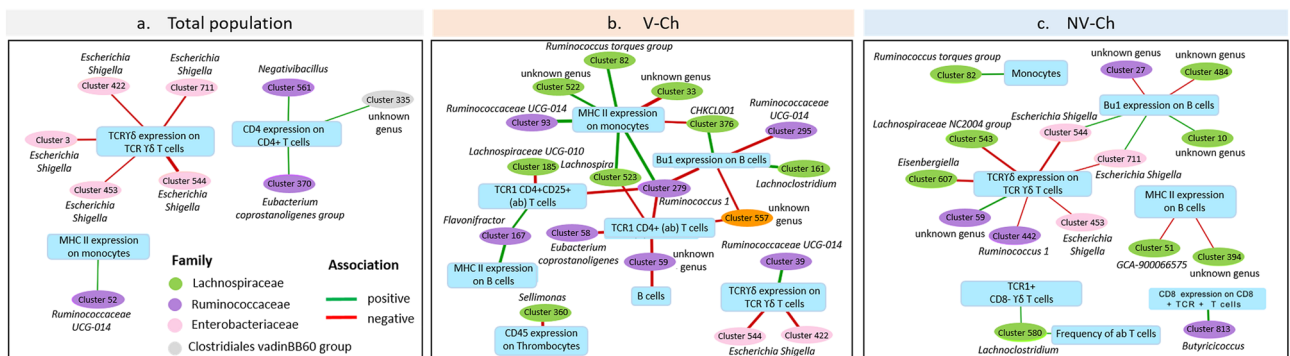 a. Total population
Escherichia
Shigella
Cluster 422
Escherichia
Shigella
Cluster 711
Cluster 3
Escherichia
Shigella
TCRYδ expression on
TCR Yδ T cells
Cluster 453
Escherichia
Shigella
Cluster 544
Escherichia
Shigella
Negativibacillus
Cluster 561
Cluster 335
unknown
genus
CD4 expression on
CD4+ T cells
Cluster 370
Eubacterium
coprostanoligenes group
MHC II expression
on monocytes
Cluster 52
Ruminococcaceae
UCG-014
Family
Lachnospiraceae
Ruminococcaceae
Enterobacteriaceae
Clostridiales vadinBB60 group
Association
positive
negative
b. V-Ch
Ruminococcus torques group
Cluster 82
unknown genus
Cluster 522
unknown genus
Cluster 33
Ruminococcaceae UCG-014
Cluster 93
MHC II expression
on monocytes
CHKCL001
Cluster 376
Ruminococcaceae
UCG-014
Cluster 295
Lachnospiraceae UCG-010
Cluster 185
Lachnospira
Cluster 523
Bu1 expression on B cells
Cluster 161
Lachnoclostridium
TCR1 CD4+CD25+
(ab) T cells
Cluster 279
Ruminococcus 1
Flavonifractor
Cluster 167
Cluster 58
Eubacterium
coprostanoligenes
TCR1 CD4+ (ab) T cells
Cluster 557
unknown
genus
MHC II expression
on B cells
Cluster 59
unknown
genus
B cells
Ruminococcaceae UCG-014
Cluster 39
TCRYδ expression on
TCR Yδ T cells
Cluster 544
Cluster 422
Escherichia Shigella
Sellimonas
Cluster 360
CD45 expression
on Thrombocytes
c. NV-Ch
Ruminococcus torques group
Cluster 82
Monocytes
unknown genus
Cluster 27
unknown genus
Cluster 484
Bu1 expression on B cells
Escherichia Shigella
Cluster 544
Cluster 10
unknown genus
Cluster 711
Escherichia Shigella
Lachnospiraceae NC2004 group
Cluster 543
Eisenbergiella
Cluster 607
TCRYδ expression on
TCR Yδ T cells
Cluster 59
unknown genus
Cluster 442
Ruminococcus 1
Cluster 453
Escherichia
Shigella
MHC II expression
on B cells
Cluster 51
GCA-900066575
Cluster 394
unknown genus
TCR1+
CD8- Yδ T cells
Cluster 580
Lachnoclostridium
Frequency of ab T cells
CD8 expression on CD8
+ TCR + T cells
Cluster 813
Butyricicoccus